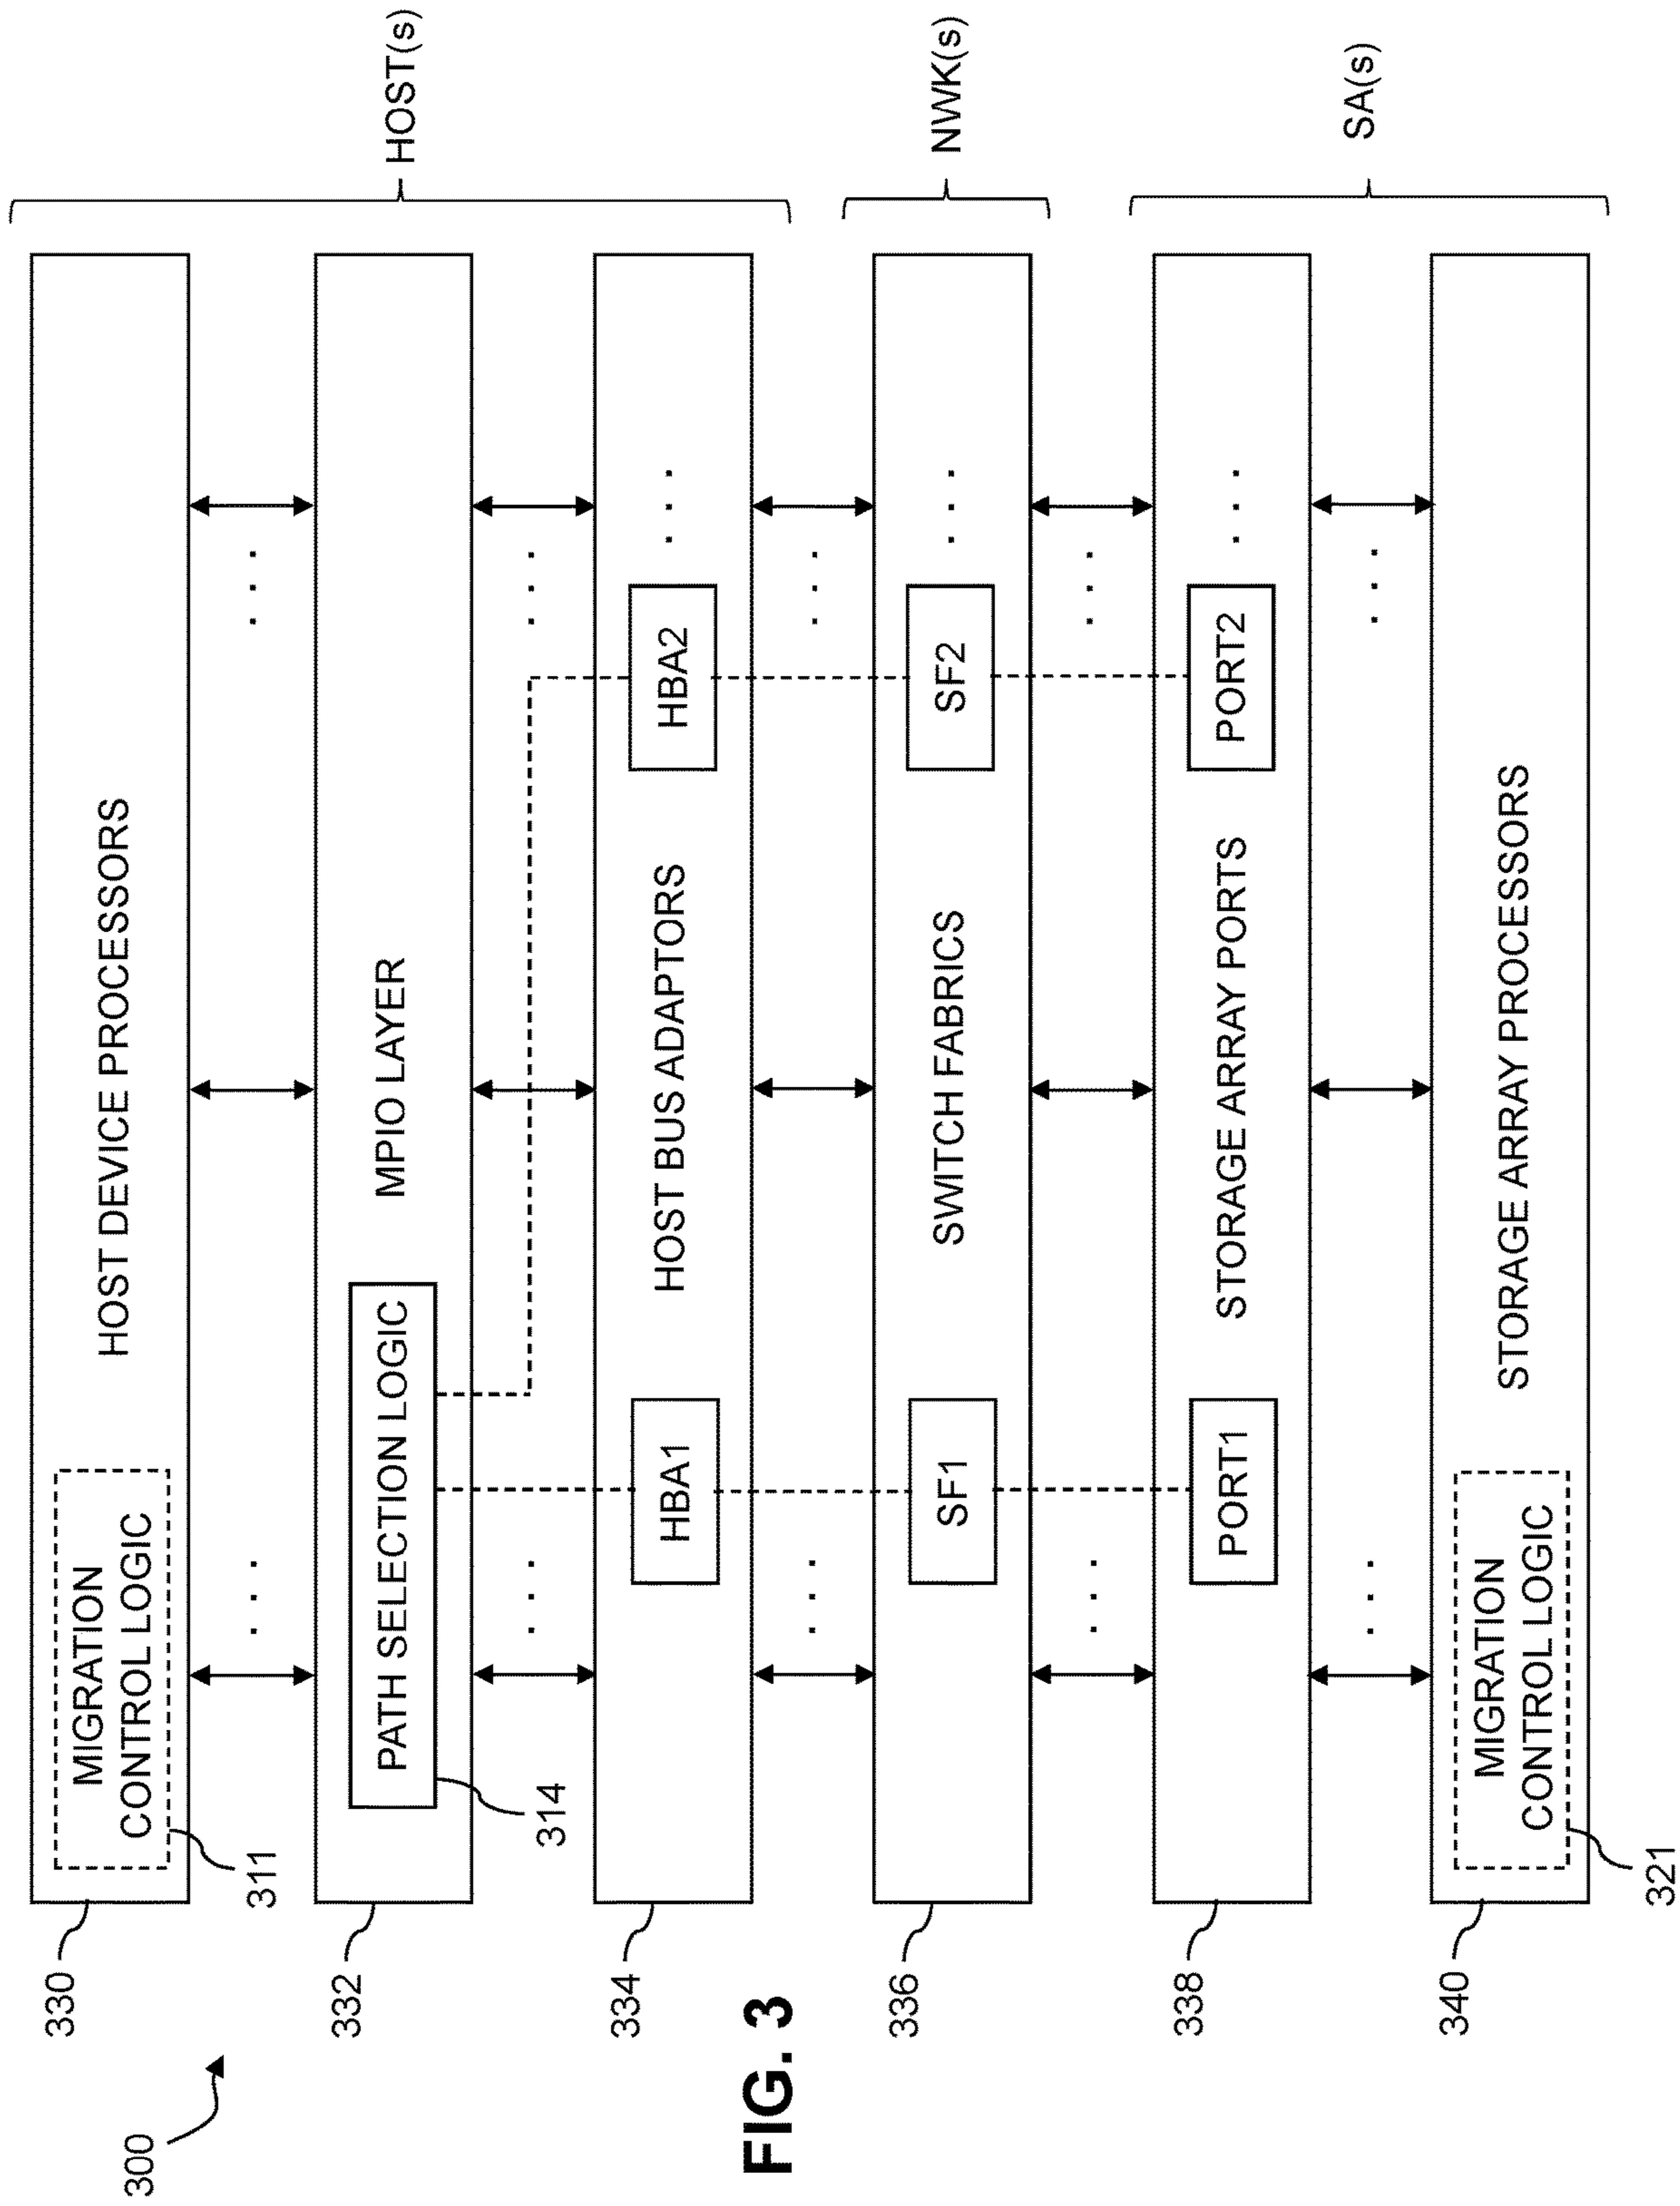 FIG. 3
300
330
MIGRATION
CONTROL LOGIC
311
HOST DEVICE PROCESSORS
HOST(s)
332
PATH SELECTION LOGIC
314
MPIO LAYER
334
HBA1
HOST BUS ADAPTORS
HBA2
. . .
336
SF1
SWITCH FABRICS
SF2
. . .
NWK(s)
338
PORT1
STORAGE ARRAY PORTS
PORT2
. . .
SA(s)
340
MIGRATION
CONTROL LOGIC
321
STORAGE ARRAY PROCESSORS